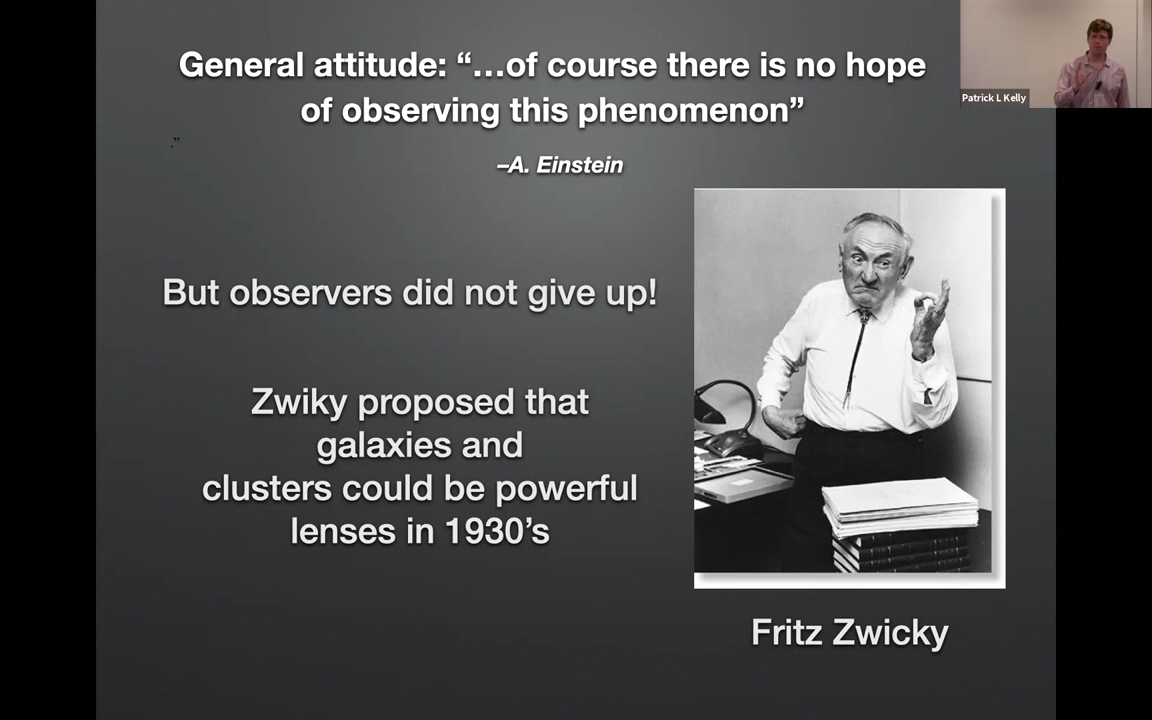 General attitude: “...of course there is no hope
of observing this phenomenon”
.”
–A. Einstein
Patrick L Kelly
But observers did not give up!
Zwiky proposed that
galaxies and
clusters could be powerful
lenses in 1930’s
Fritz Zwicky